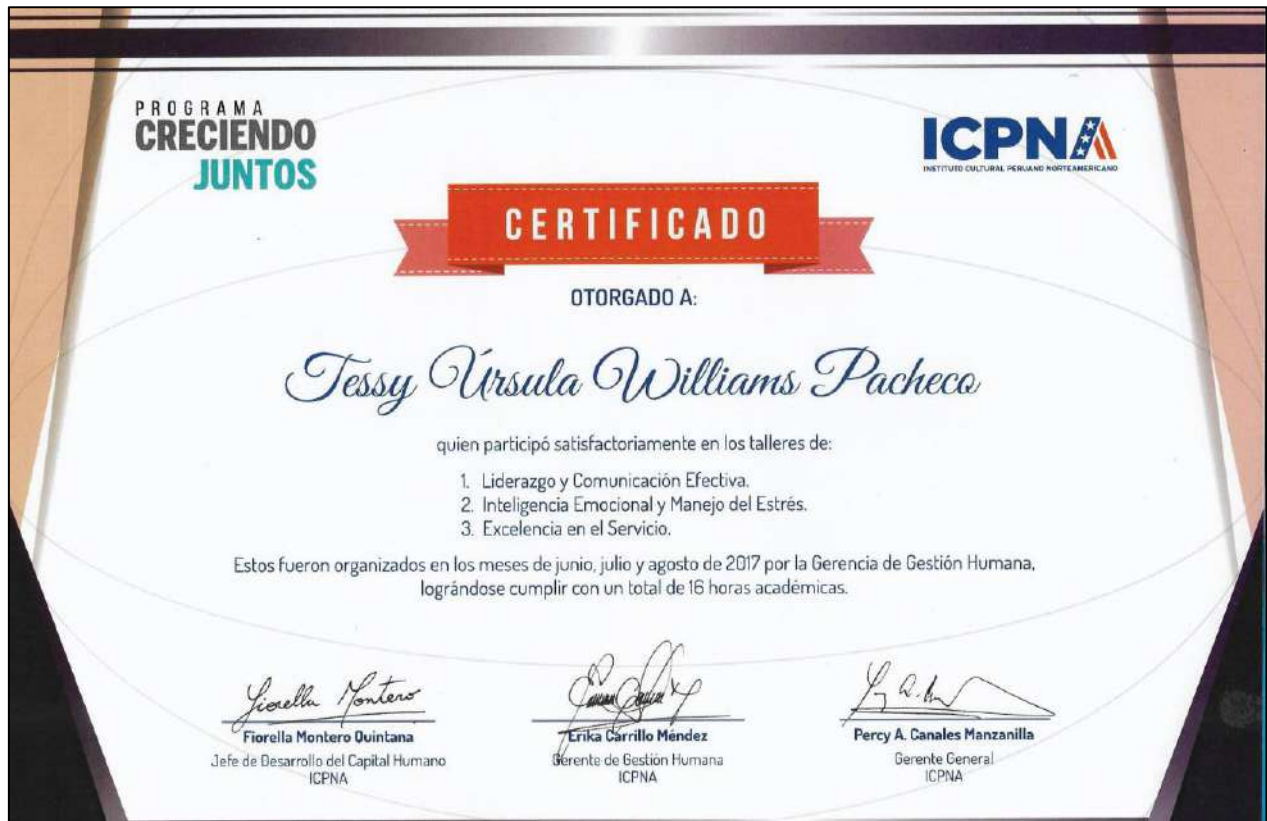 PROGRAMA
CRECIENDO
JUNTOS
ICPNA
INSTITUTO CULTURAL PERUANO NORTEAMERICANO
CERTIFICADO
OTORGADO A:
Tessy Úrsula Williams Pacheco
quien participó satisfactoriamente en los talleres de:
1. Liderazgo y Comunicación Efectiva.
2. Inteligencia Emocional y Manejo del Estrés.
3. Excelencia en el Servicio.
Estos fueron organizados en los meses de junio, julio y agosto de 2017 por la Gerencia de Gestión Humana,
lográndose cumplir con un total de 16 horas académicas.
Fiorella Montero
Fiorella Montero Quintana
Jefe de Desarrollo del Capital Humano
ICPNA
Erika Carrillo Méndez
Gerente de Gestión Humana
ICPNA
Percy A. Canales Manzanilla
Gerente General
ICPNA